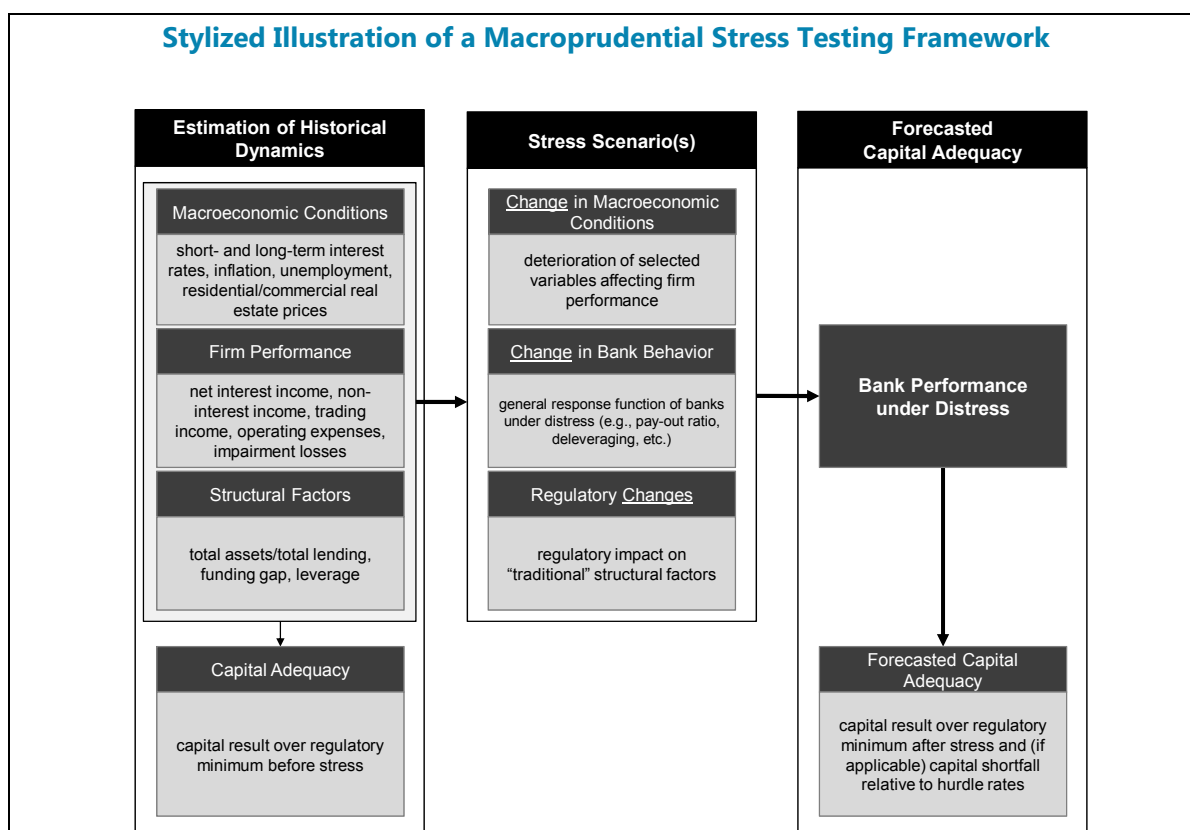 Stylized Illustration of a Macroprudential Stress Testing Framework
Estimation of Historical
Dynamics
Macroeconomic Conditions
short- and long-term interest
rates, inflation, unemployment,
residential/commercial real
estate prices
Firm Performance
net interest income, non-
interest income, trading
income, operating expenses,
impairment losses
Structural Factors
total assets/total lending,
funding gap, leverage
Capital Adequacy
capital result over regulatory
minimum before stress
Stress Scenario(s)
Change in Macroeconomic
Conditions
deterioration of selected
variables affecting firm
performance
Change in Bank Behavior
general response function of banks
under distress (e.g., pay-out ratio,
deleveraging, etc.)
Regulatory Changes
regulatory impact on
“traditional” structural factors
Forecasted
Capital Adequacy
Bank Performance
under Distress
Forecasted Capital
Adequacy
capital result over regulatory
minimum after stress and (if
applicable) capital shortfall
relative to hurdle rates